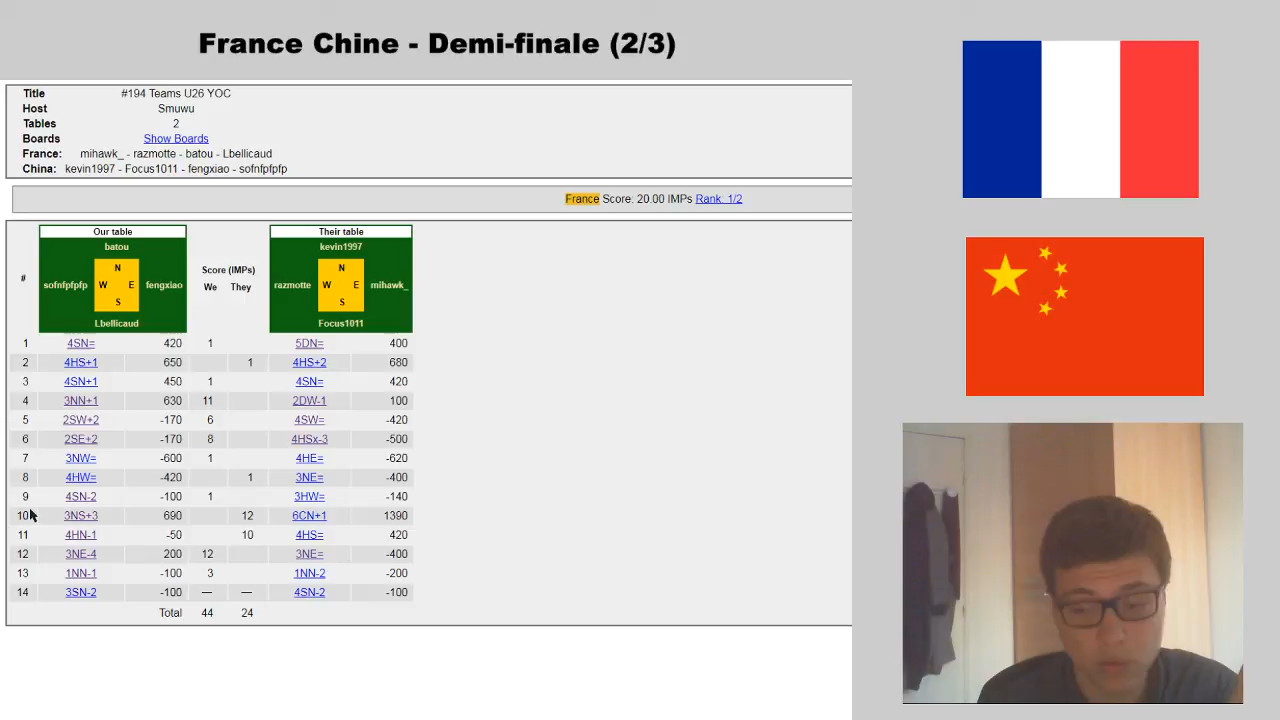 France Chine - Demi-finale (2/3)
Title #194 Teams U26 YOC
Host Smuwu
Tables 2
Boards Show Boards
France: mihawk_ - razmotte - batou - Lbellicaud
China: kevin1997 - Focus1011 - fengxiao - sofnfpfpfp
France Score: 20.00 IMPs Rank: 1/2
# Our table Score (IMPs) We They Their table
batou
sofnfpfpfp N W E S fengxiao
Lbellicaud
kevin1997
razmotte N W E S mihawk_
Focus1011
1 4SN= 420 1 5DN= 400
2 4HS+1 650 1 4HS+2 680
3 4SN+1 450 1 4SN= 420
4 3NN+1 630 11 2DW-1 100
5 2SW+2 -170 6 4SW= -420
6 2SE+2 -170 8 4HSx-3 -500
7 3NW= -600 1 4HE= -620
8 4HW= -420 1 3NE= -400
9 4SN-2 -100 1 3HW= -140
10 3NS+3 690 12 6CN+1 1390
11 4HN-1 -50 10 4HS= 420
12 3NE-4 200 12 3NE= -400
13 1NN-1 -100 3 1NN-2 -200
14 3SN-2 -100 — — 4SN-2 -100
Total 44 24